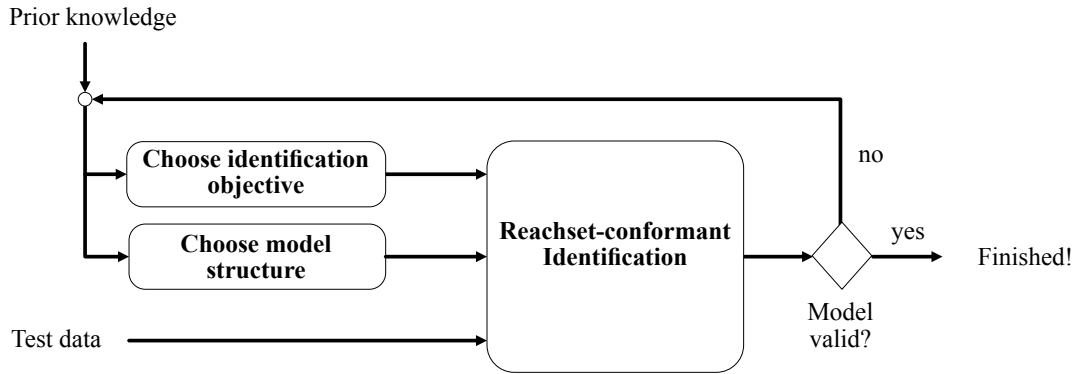 Prior knowledge
Choose identification
objective
no
Choose model
structure
Reachset-conformant
Identification
yes
Finished!
Model
valid?
Test data